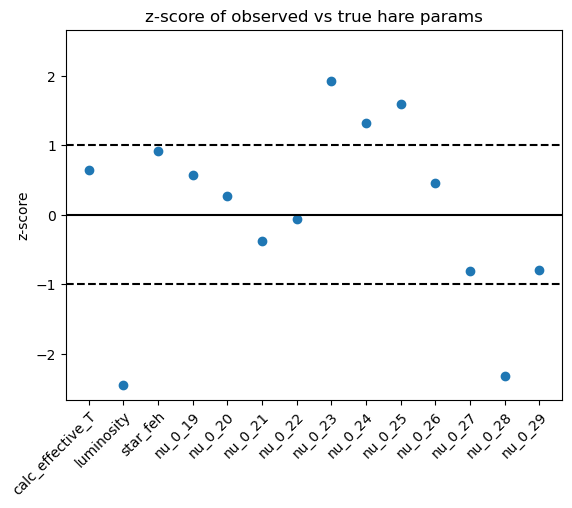 z-score of observed vs true hare params
z-score
2
1
0
−1
−2
calc_effective_T
luminosity
star_feh
nu_0_19
nu_0_20
nu_0_21
nu_0_22
nu_0_23
nu_0_24
nu_0_25
nu_0_26
nu_0_27
nu_0_28
nu_0_29